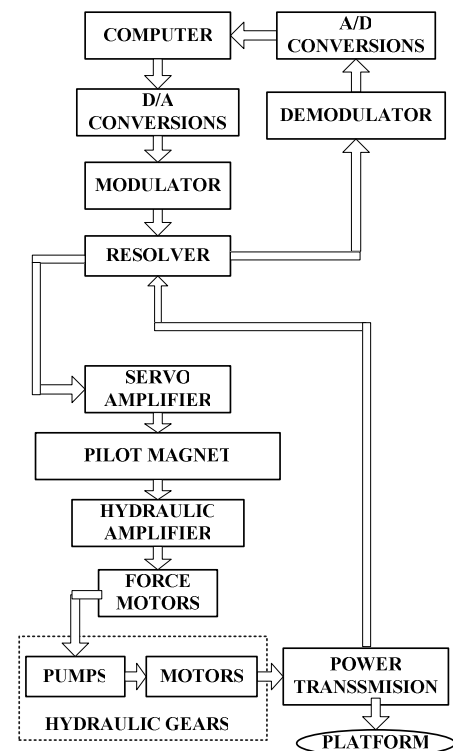 COMPUTER
A/D
CONVERSIONS
D/A
CONVERSIONS
DEMODULATOR
MODULATOR
RESOLVER
SERVO
AMPLIFIER
PILOT MAGNET
HYDRAULIC
AMPLIFIER
FORCE
MOTORS
PUMPS
MOTORS
HYDRAULIC GEARS
POWER
TRANSSMISION
PLATFORM